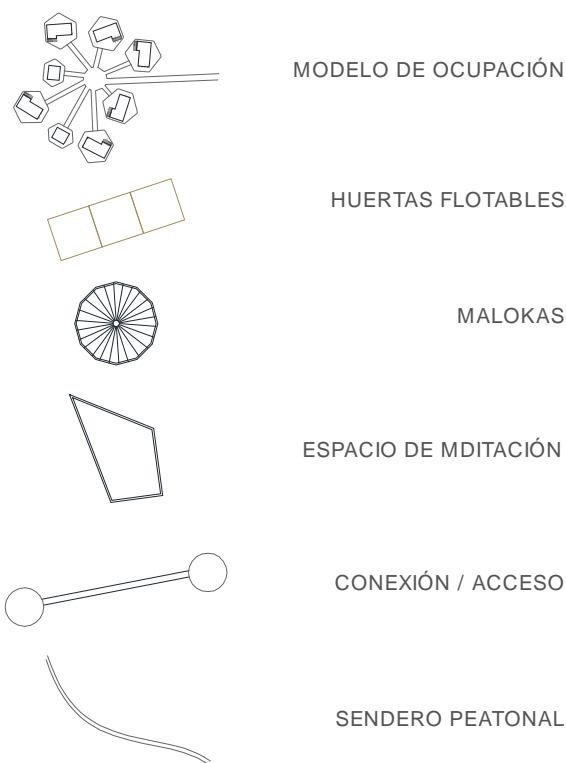 MODELO DE OCUPACIÓN
HUERTAS FLOTABLES
MALOKAS
ESPACIO DE MDITACIÓN
CONEXIÓN / ACCESO
SENDERO PEATONAL